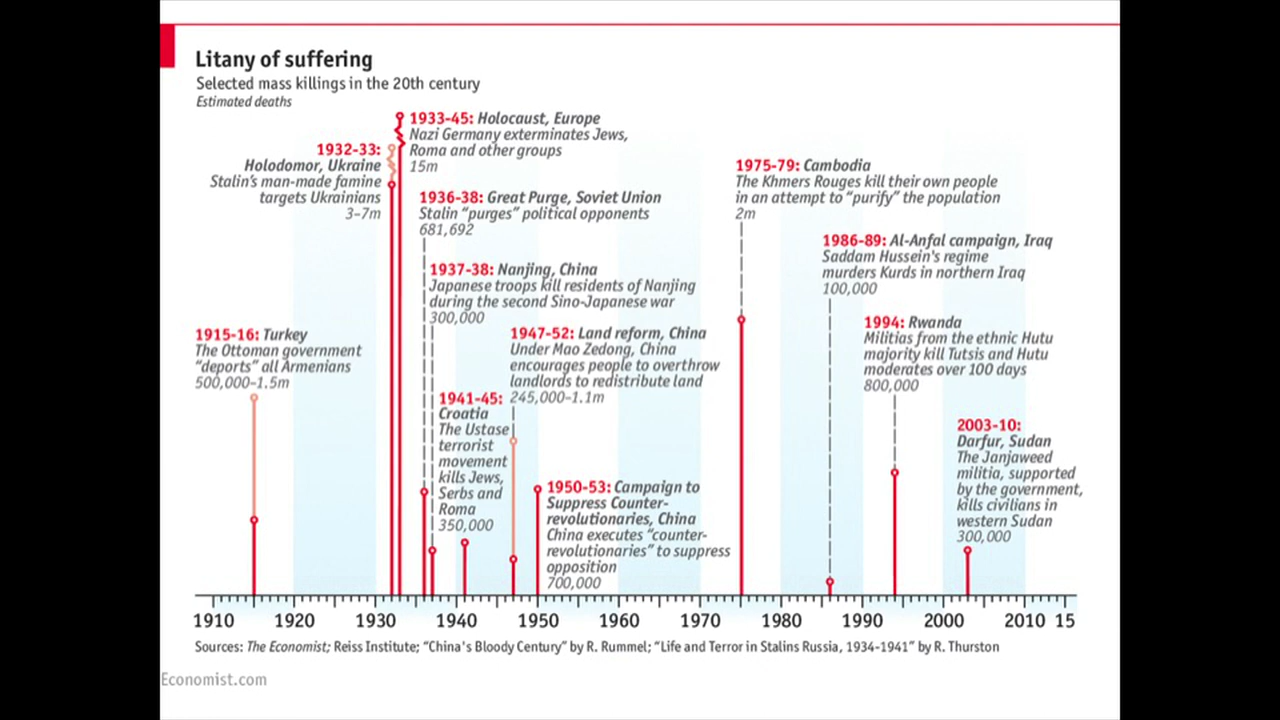 Litany of suffering
Selected mass killings in the 20th century
Estimated deaths
1933-45: Holocaust, Europe
Nazi Germany exterminates Jews,
Roma and other groups
15m
1932-33:
Holodomor, Ukraine
Stalin's man-made famine
targets Ukrainians
3–7m
1936-38: Great Purge, Soviet Union
Stalin "purges" political opponents
681,692
1937-38: Nanjing, China
Japanese troops kill residents of Nanjing
during the second Sino-Japanese war
300,000
1915-16: Turkey
The Ottoman government
"deports" all Armenians
500,000–1.5m
1947-52: Land reform, China
Under Mao Zedong, China
encourages people to overthrow
landlords to redistribute land
245,000–1.1m
1941-45:
Croatia
The Ustase
terrorist
movement
kills Jews,
Serbs and
Roma
350,000
1950-53: Campaign to
Suppress Counter-
revolutionaries, China
China executes "counter-
revolutionaries" to suppress
opposition
700,000
1975-79: Cambodia
The Khmers Rouges kill their own people
in an attempt to "purify" the population
2m
1986-89: Al-Anfal campaign, Iraq
Saddam Hussein's regime
murders Kurds in northern Iraq
100,000
1994: Rwanda
Militias from the ethnic Hutu
majority kill Tutsis and Hutu
moderates over 100 days
800,000
2003-10:
Darfur, Sudan
The Janjaweed
militia, supported
by the government,
kills civilians in
western Sudan
300,000
1910 1920 1930 1940 1950 1960 1970 1980 1990 2000 2010 15
Sources: The Economist; Reiss Institute; "China's Bloody Century" by R. Rummel; "Life and Terror in Stalins Russia, 1934-1941" by R. Thurston
Economist.com